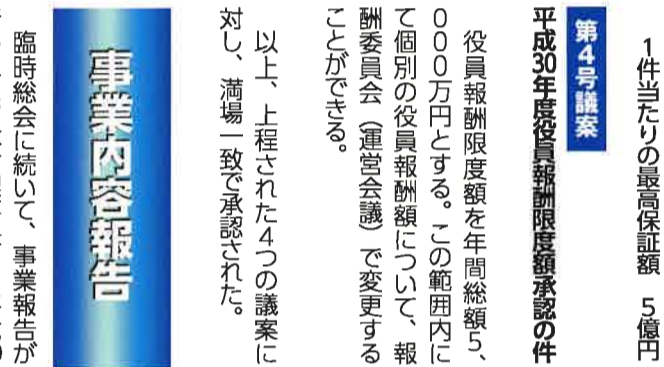 1件当たりの最高保証額　5億円
第4号議案
平成30年度役員報酬限度額承認の件
役員報酬限度額を年間総額5、
000万円とする。この範囲内に
て個別の役員報酬額について、報
酬委員会（運営会議）で変更する
ことができる。
以上、上程された4つの議案に
対し、満場一致で承認された。
事業内容報告
臨時総会に続いて、事業報告が